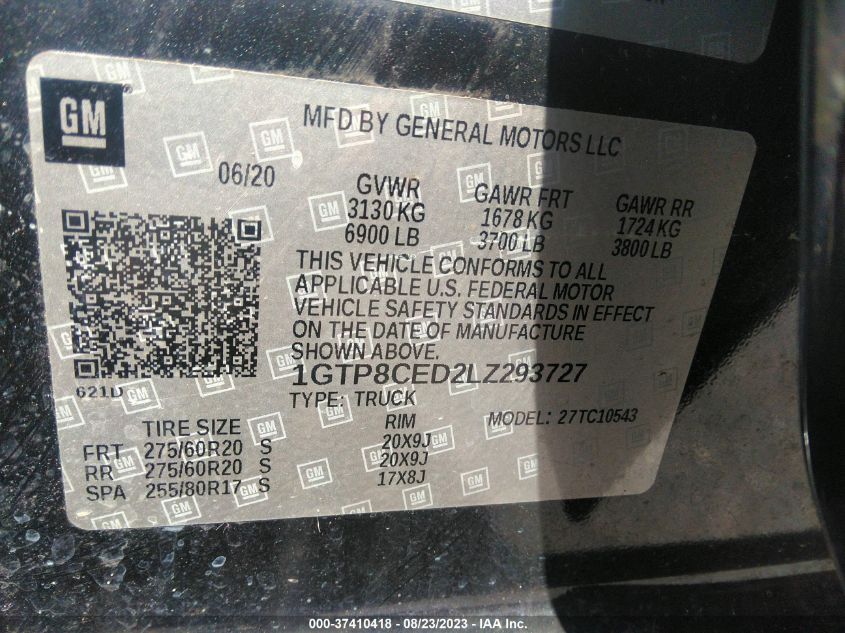 GM
MFD BY GENERAL MOTORS LLC
06/20
GVWR GAWR FRT GAWR RR
3130 KG 1678 KG 1724 KG
6900 LB 3700 LB 3800 LB
THIS VEHICLE CONFORMS TO ALL
APPLICABLE U.S. FEDERAL MOTOR
VEHICLE SAFETY STANDARDS IN EFFECT
ON THE DATE OF MANUFACTURE
SHOWN ABOVE.
1GTP8CED2LZ293727
621D
TYPE: TRUCK MODEL: 27TC10543
TIRE SIZE RIM
FRT 275/60R20 S 20X9J
RR 275/60R20 S 20X9J
SPA 255/80R17 S 17X8J
000-37410418 - 08/23/2023 - © IAA Inc.